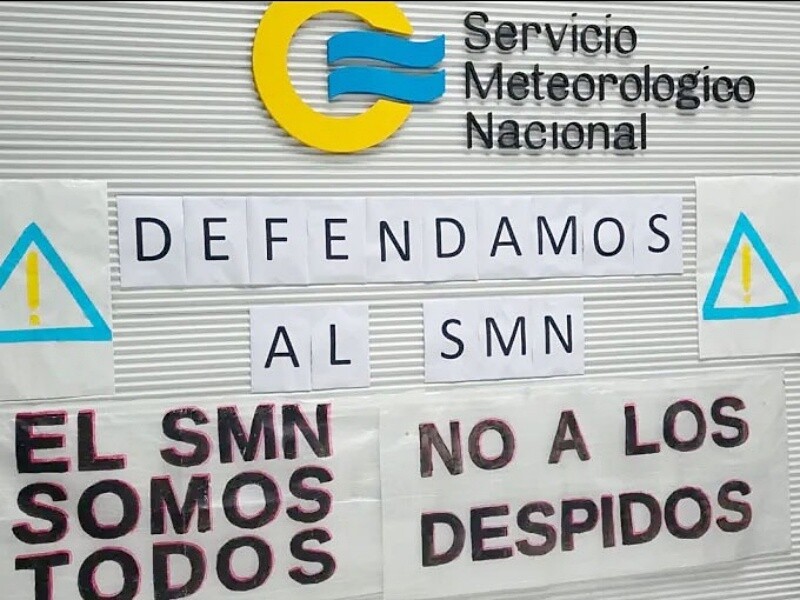 Servicio
Meteorologico
Nacional
!
!
DEFENDAMOS
AL SMN
EL SMN
SOMOS
TODOS
NO A LOS
DESPIDOS